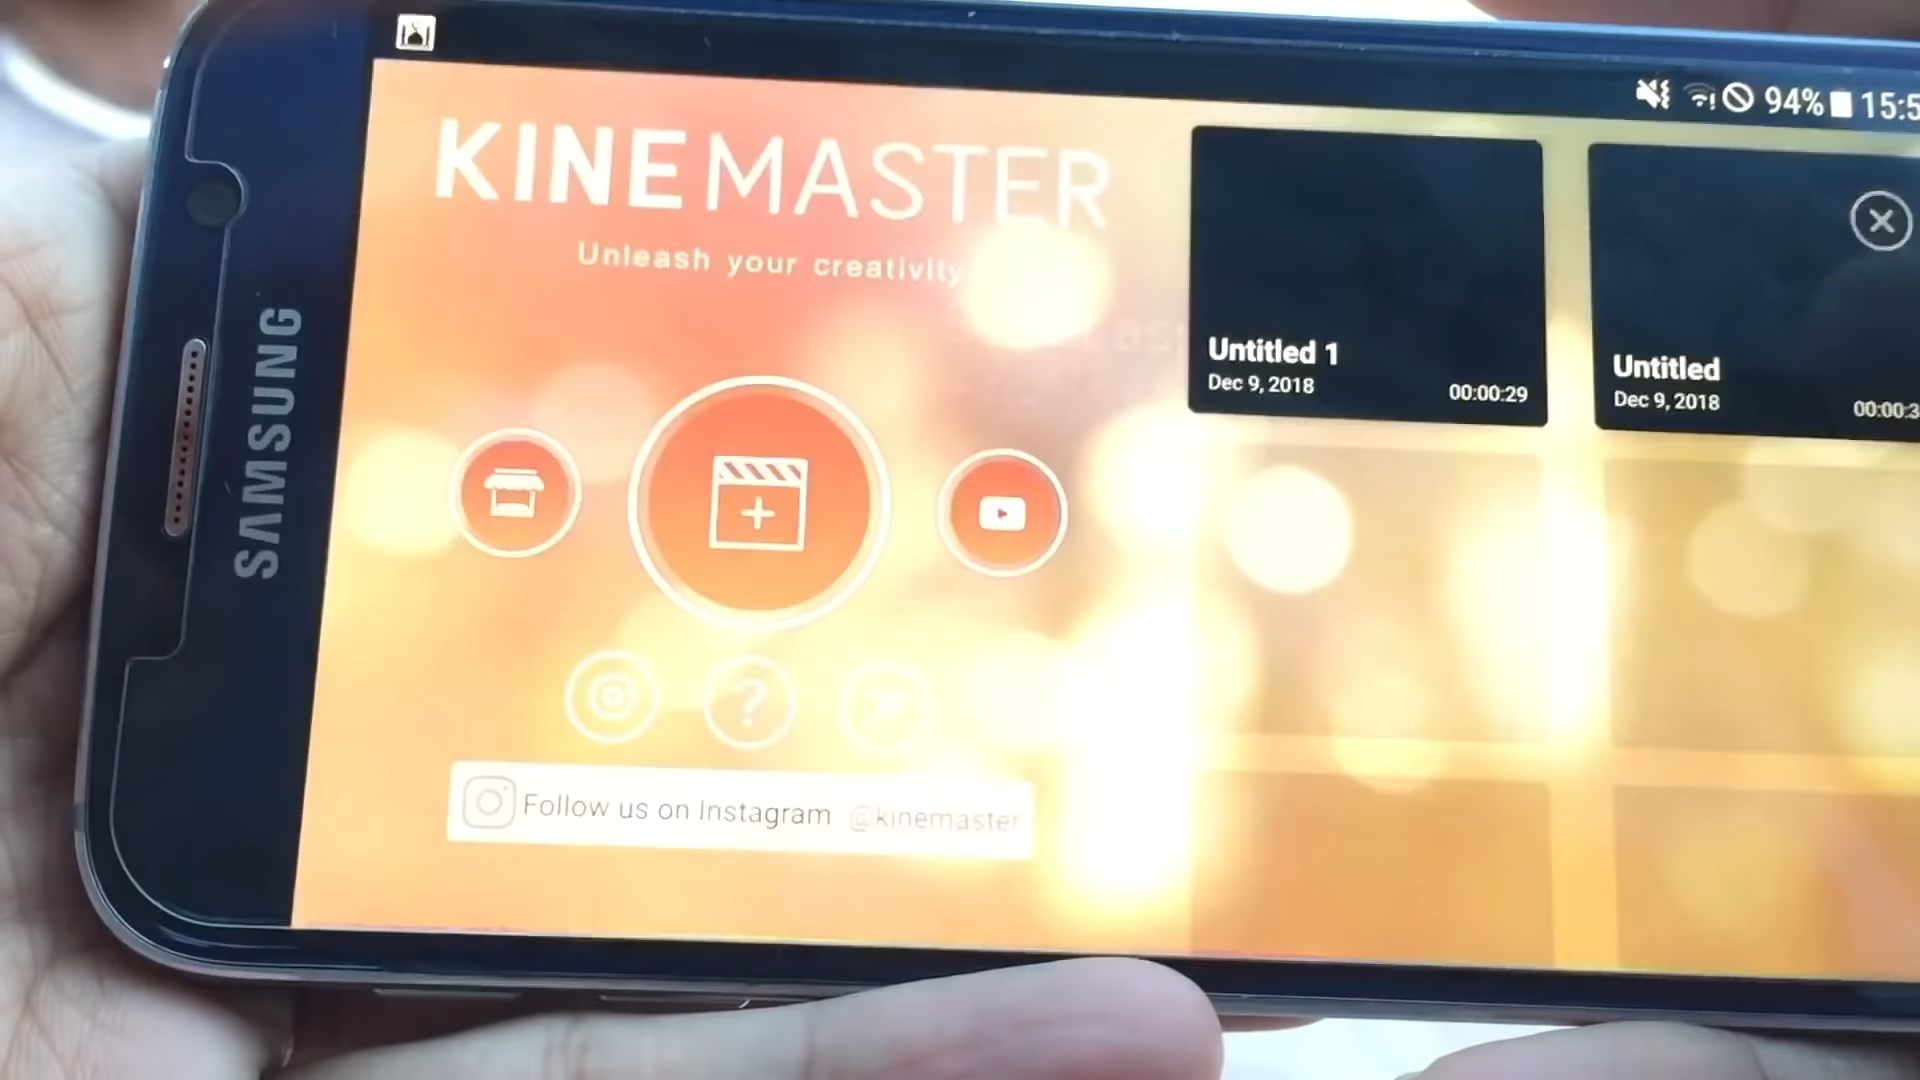 SAMSUNG
94% 15:5
KINEMASTER
Unleash your creativity
Untitled 1
Dec 9, 2018 00:00:29
Untitled
Dec 9, 2018 00:00:3
Follow us on Instagram @kinemaster